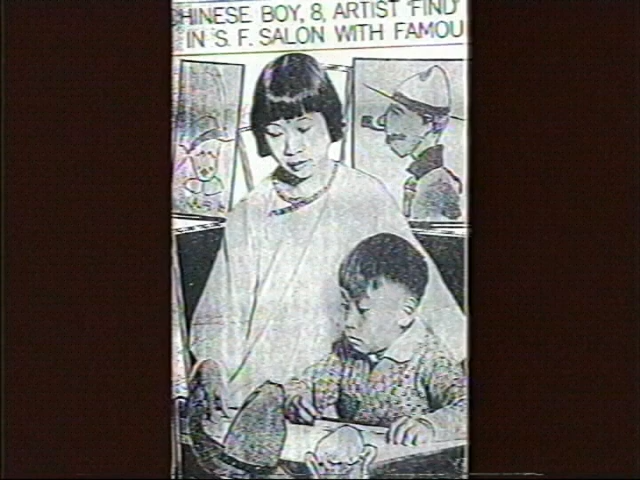 HINESE BOY, 8, ARTIST 'FIND'
IN S. F. SALON WITH FAMOU